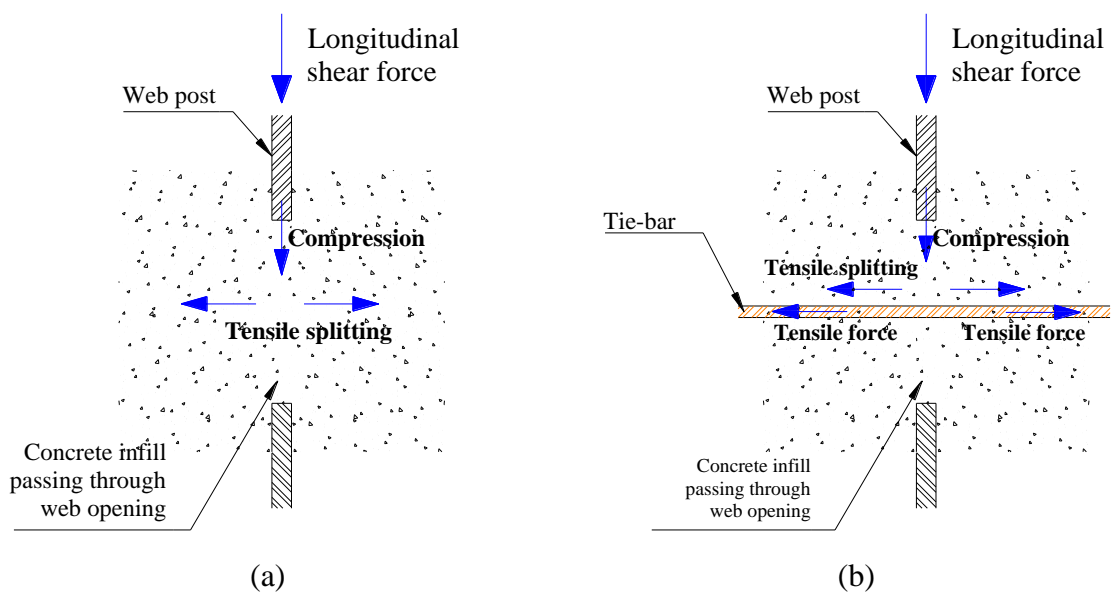 Longitudinal
shear force
Web post
Compression
Tensile splitting
Concrete infill
passing through
web opening
(a)
Longitudinal
shear force
Web post
Tie-bar
Compression
Tensile splitting
Tensile force
Tensile force
Concrete infill
passing through
web opening
(b)